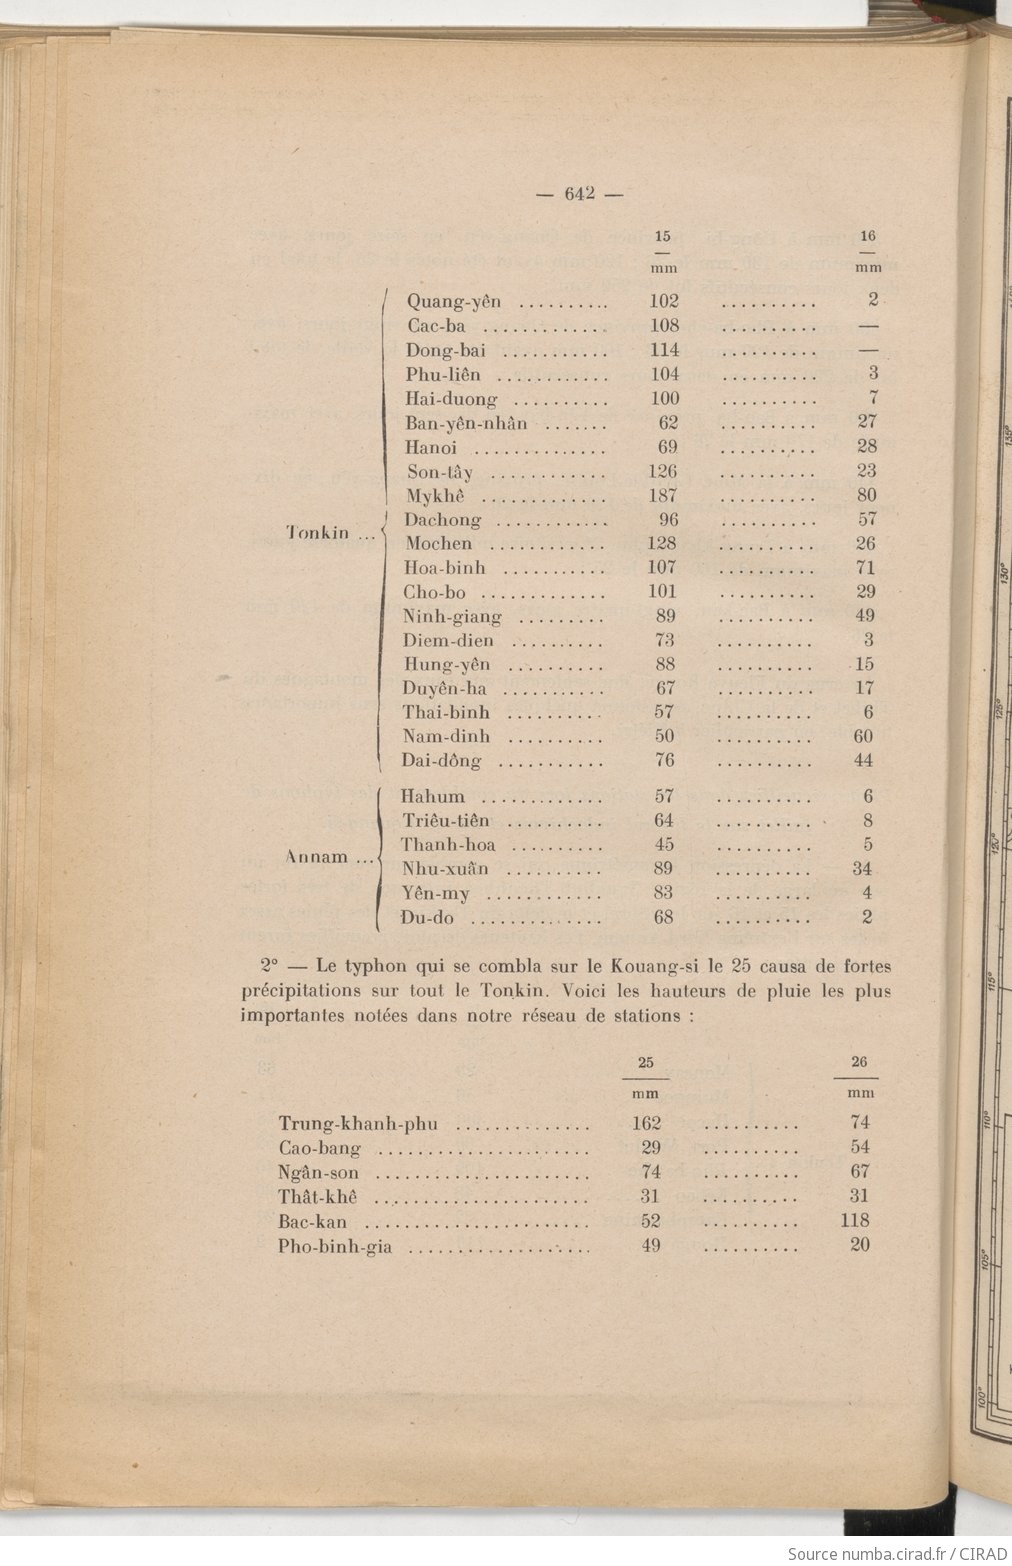 — 642 —
15 16
mm mm
Quang-yên .......... 102 .......... 2
Cac-ba ............. 108 .......... —
Dong-bai ........... 114 .......... —
Phu-liên ............ 104 .......... 3
Hai-duong .......... 100 .......... 7
Ban-yên-nhân ....... 62 .......... 27
Hanoi .............. 69 .......... 28
Son-tây ............ 126 .......... 23
Mykhê ............. 187 .......... 80
Dachong ............ 96 .......... 57
Tonkin ...
Mochen ............ 128 .......... 26
Hoa-binh ........... 107 .......... 71
Cho-bo ............. 101 .......... 29
Ninh-giang ......... 89 .......... 49
Diem-dien .......... 73 .......... 3
Hung-yên .......... 88 .......... 15
Duyên-ha ........... 67 .......... 17
Thai-binh .......... 57 .......... 6
Nam-dinh .......... 50 .......... 60
Dai-dông ........... 76 .......... 44
Hahum ............. 57 .......... 6
Triêu-tiên .......... 64 .......... 8
Thanh-hoa .......... 45 .......... 5
Annam ...
Nhu-xuân .......... 89 .......... 34
Yên-my ............ 83 .......... 4
Du-do .............. 68 .......... 2
2° — Le typhon qui se combla sur le Kouang-si le 25 causa de fortes
précipitations sur tout le Tonkin. Voici les hauteurs de pluie les plus
importantes notées dans notre réseau de stations :
25 26
mm mm
Trung-khanh-phu .............. 162 .......... 74
Cao-bang ...................... 29 .......... 54
Ngân-son ...................... 74 .......... 67
Thât-khê ...................... 31 .......... 31
Bac-kan ....................... 52 .......... 118
Pho-binh-gia ................... 49 .......... 20
135°
130°
125°
120°
115°
110°
105°
100°
Source numba.cirad.fr / CIRAD